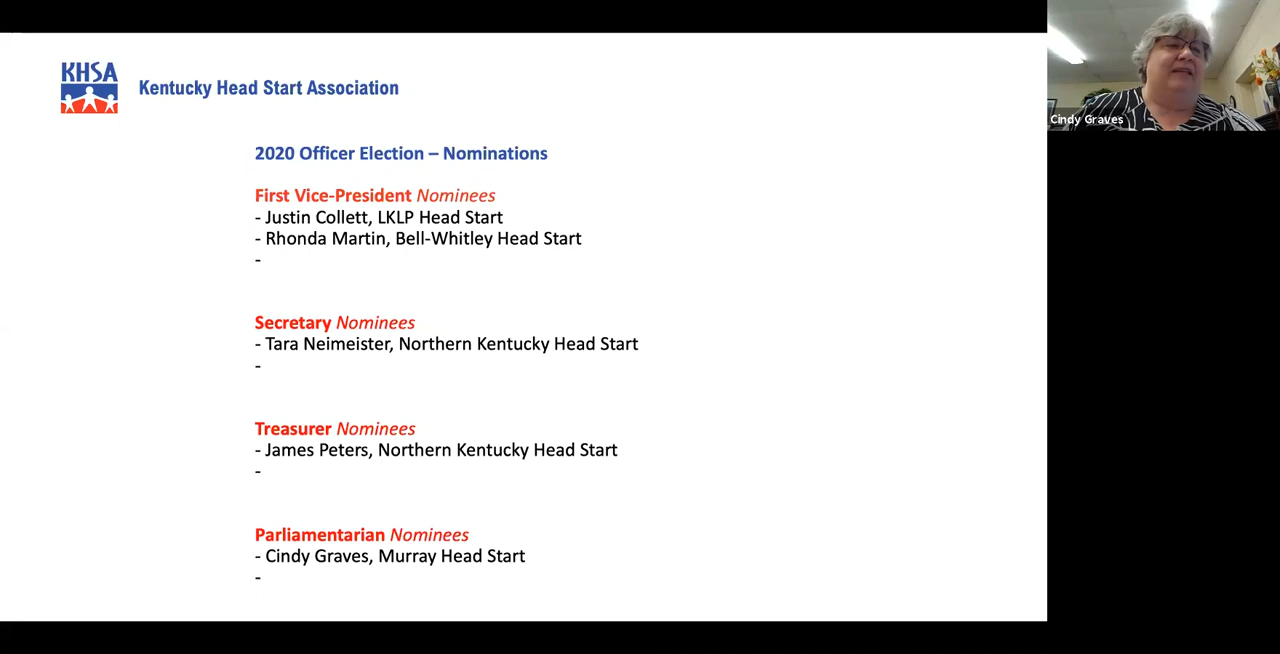 KHSA
Kentucky Head Start Association
2020 Officer Election – Nominations
First Vice-President Nominees
- Justin Collett, LKLP Head Start
- Rhonda Martin, Bell-Whitley Head Start
-
Secretary Nominees
- Tara Neimeister, Northern Kentucky Head Start
-
Treasurer Nominees
- James Peters, Northern Kentucky Head Start
-
Parliamentarian Nominees
- Cindy Graves, Murray Head Start
-
Cindy Graves